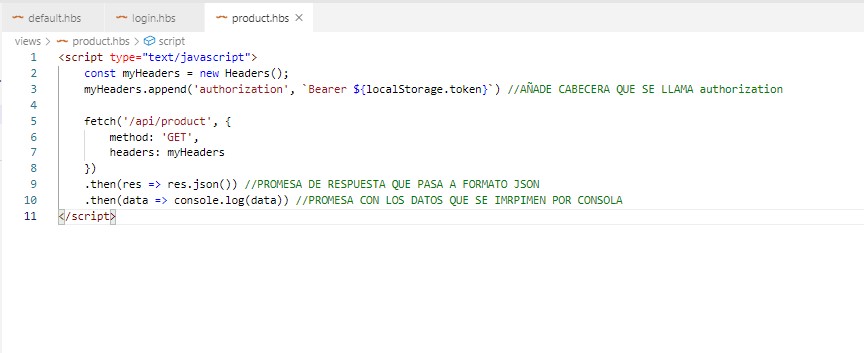 default.hbs login.hbs product.hbs ×
views > product.hbs > script
1 <script type="text/javascript">
2 const myHeaders = new Headers();
3 myHeaders.append('authorization', `Bearer ${localStorage.token}`) //AÑADE CABECERA QUE SE LLAMA authorization
4
5 fetch('/api/product', {
6 method: 'GET',
7 headers: myHeaders
8 })
9 .then(res => res.json()) //PROMESA DE RESPUESTA QUE PASA A FORMATO JSON
10 .then(data => console.log(data)) //PROMESA CON LOS DATOS QUE SE IMRPIMEN POR CONSOLA
11 </script>